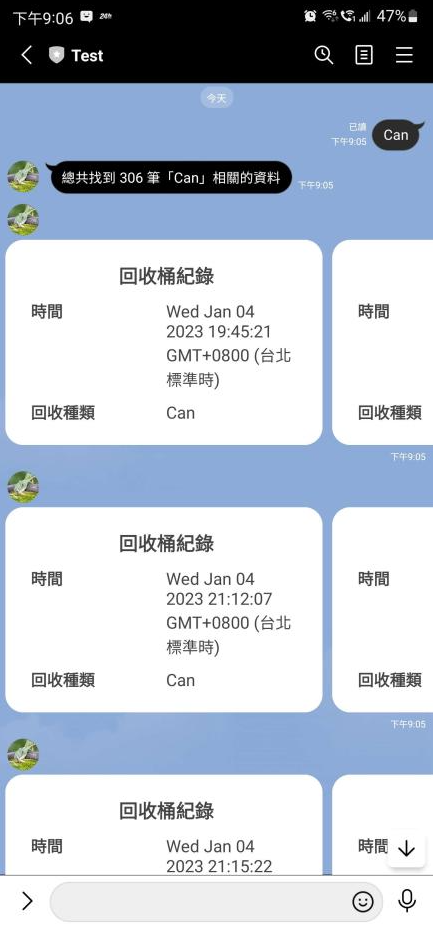 下午9:06 24h 47%
Test
今天
已讀
下午9:05
Can
總共找到 306 筆「Can」相關的資料
下午9:05
回收桶紀錄
時間 Wed Jan 04
2023 19:45:21
GMT+0800 (台北
標準時)
回收種類 Can
時間
回收種類
下午9:05
回收桶紀錄
時間 Wed Jan 04
2023 21:12:07
GMT+0800 (台北
標準時)
回收種類 Can
時間
回收種類
下午9:05
回收桶紀錄
時間 Wed Jan 04
2023 21:15:22
時間